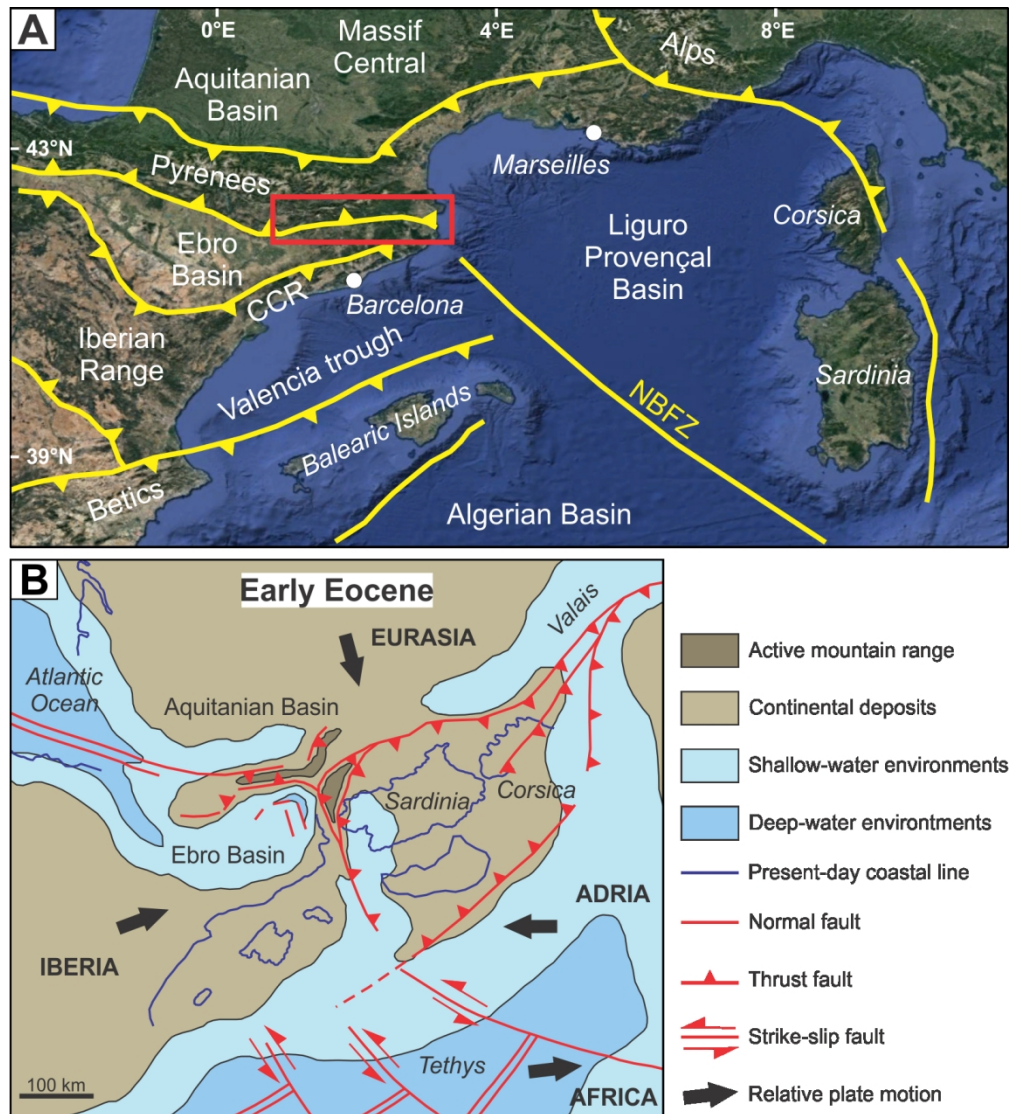 A
0°E
4°E
8°E
Massif
Central
Alps
Aquitanian
Basin
43°N
Marseilles
Pyrenees
Corsica
Liguro
Provençal
Basin
Ebro
Basin
CCR
Barcelona
Iberian
Range
Sardinia
Valencia trough
NBFZ
39°N
Balearic Islands
Betics
Algerian Basin
B
Early Eocene
Valais
EURASIA
Atlantic
Ocean
Aquitanian Basin
Sardinia
Corsica
Ebro Basin
ADRIA
IBERIA
Tethys
100 km
AFRICA
Active mountain range
Continental deposits
Shallow-water environments
Deep-water environtments
Present-day coastal line
Normal fault
Thrust fault
Strike-slip fault
Relative plate motion